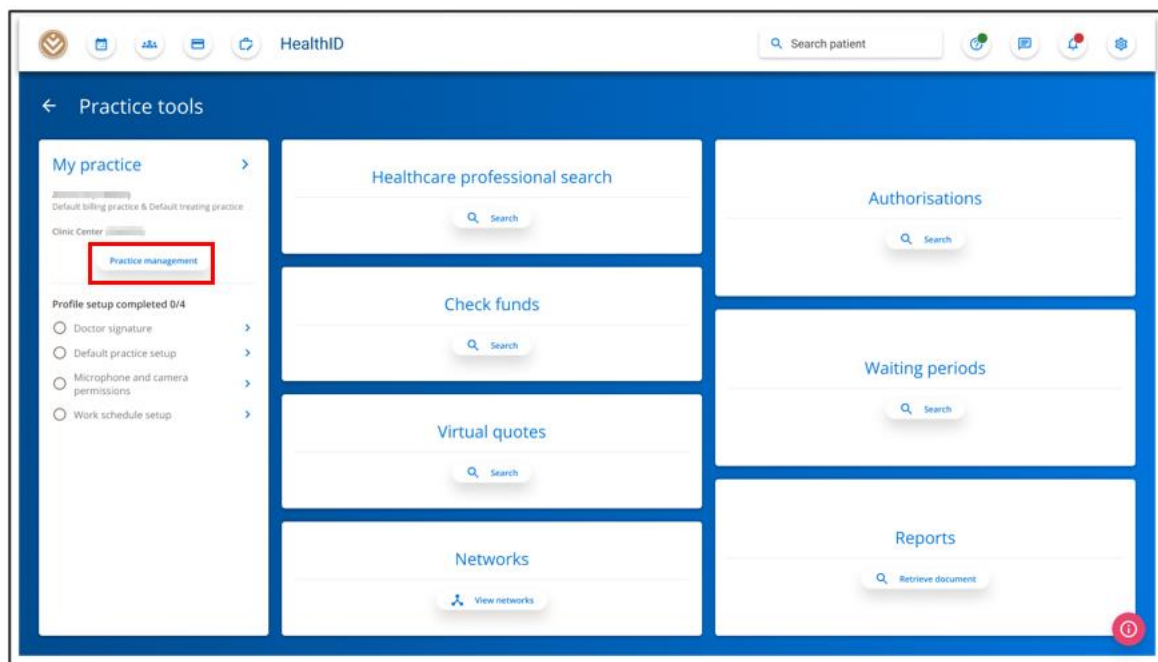 HealthID
Search patient
Practice tools
My practice
Default billing practice & Default treating practice
Clinic Center
Practice management
Profile setup completed 0/4
Doctor signature
Default practice setup
Microphone and camera
permissions
Work schedule setup
Healthcare professional search
Search
Check funds
Search
Virtual quotes
Search
Networks
View networks
Authorisations
Search
Waiting periods
Search
Reports
Retrieve document